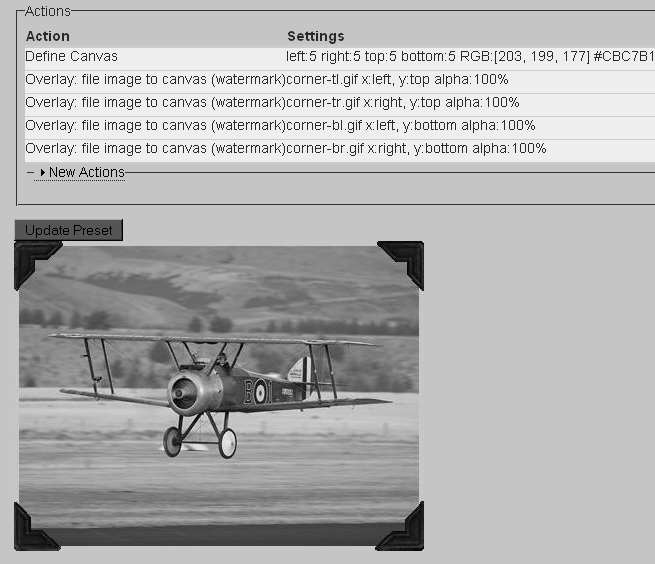 Actions
Action Settings
Define Canvas left:5 right:5 top:5 bottom:5 RGB:[203, 199, 177] #CBC7B1
Overlay: file image to canvas (watermark) corner-tl.gif x:left, y:top alpha:100%
Overlay: file image to canvas (watermark) corner-tr.gif x:right, y:top alpha:100%
Overlay: file image to canvas (watermark) corner-bl.gif x:left, y:bottom alpha:100%
Overlay: file image to canvas (watermark) corner-br.gif x:right, y:bottom alpha:100%
New Actions
Update Preset
B 1